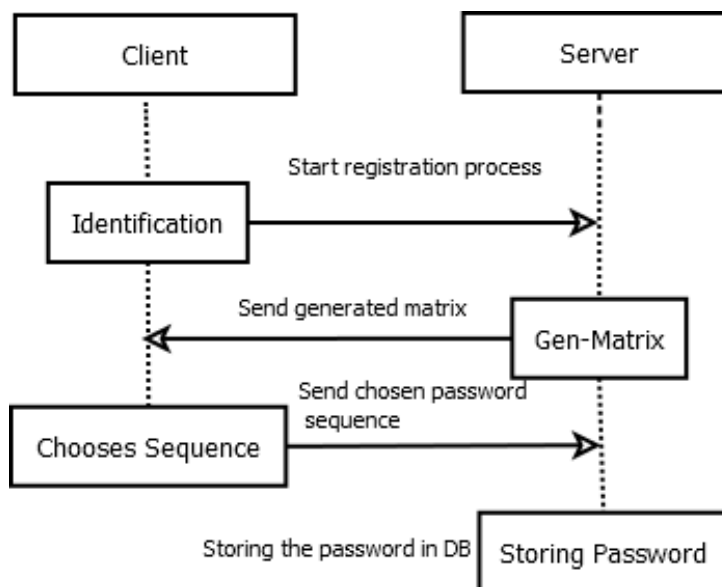 Client
Server
Start registration process
Identification
Send generated matrix
Gen-Matrix
Send chosen password
sequence
Chooses Sequence
Storing the password in DB
Storing Password